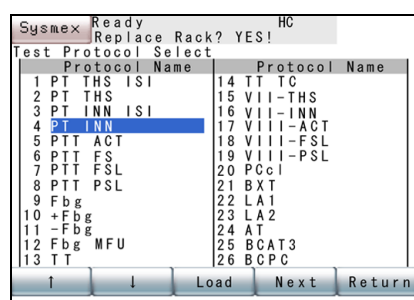 Sysmex Ready HC
Replace Rack? YES!
Test Protocol Select
Protocol Name
1 PT THS ISI
2 PT THS
3 PT INN ISI
4 PT INN
5 PTT ACT
6 PTT FS
7 PTT FSL
8 PTT PSL
9 Fbg
10 +Fbg
11 -Fbg
12 Fbg MFU
13 TT
Protocol Name
14 TT TC
15 VII-THS
16 VII-INN
17 VIII-ACT
18 VIII-FSL
19 VIII-PSL
20 PCcl
21 BXT
22 LA1
23 LA2
24 AT
25 BCAT3
26 BCPC
↑ ↓ Load Next Return